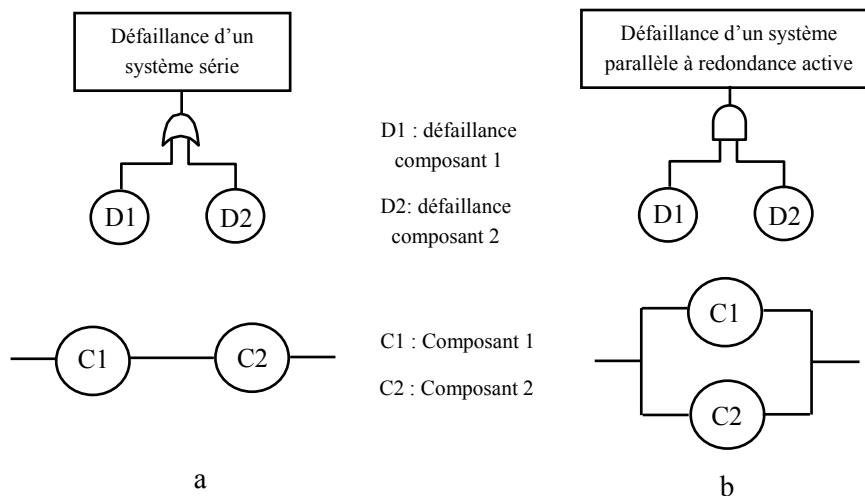 Défaillance d'un
système série
D1
D2
C1
C2
a
D1 : défaillance
composant 1
D2: défaillance
composant 2
C1 : Composant 1
C2 : Composant 2
Défaillance d'un système
parallèle à redondance active
D1
D2
C1
C2
b